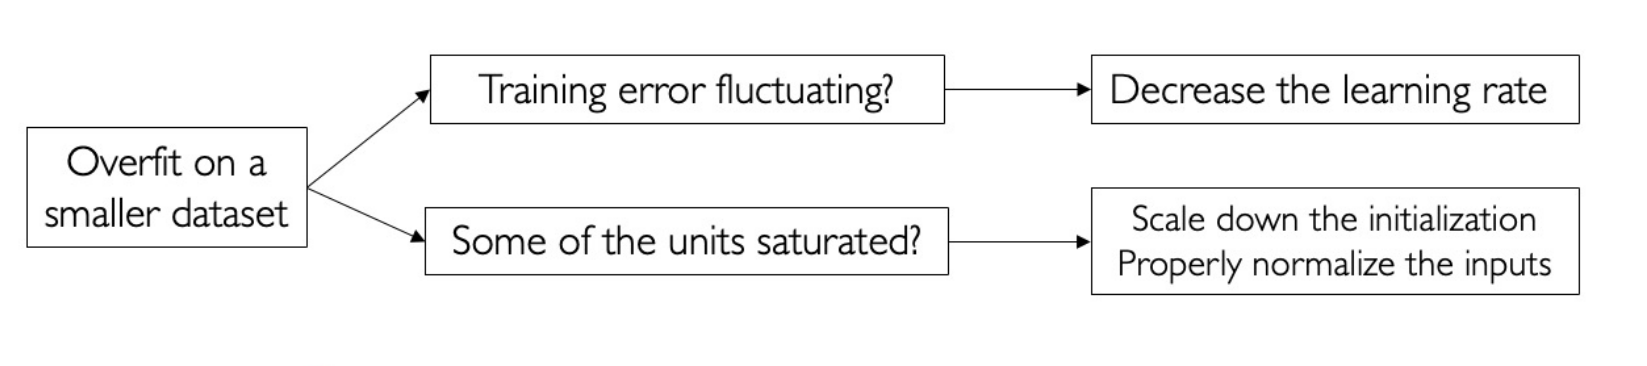 Overfit on a
smaller dataset
Training error fluctuating?
Decrease the learning rate
Some of the units saturated?
Scale down the initialization
Properly normalize the inputs